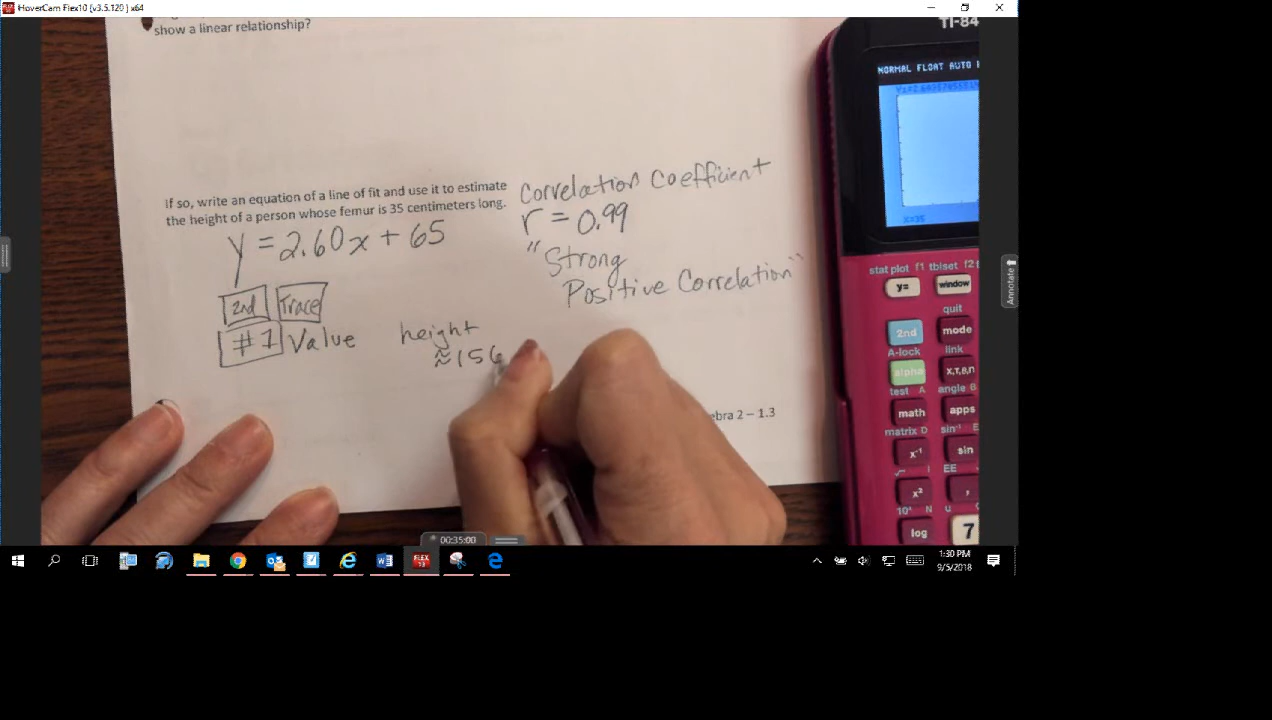 HoverCam Flex10 [v3.5.129] x64
show a linear relationship?
TI-84
NORMAL FLOAT AUTO
If so, write an equation of a line of fit and use it to estimate
the height of a person whose femur is 35 centimeters long.
y = 2.60x + 65
2nd Trace
#1 Value
height
≈156
Correlation Coefficient
r = 0.99
"Strong
Positive Correlation"
ebra 2 – 1.3
X=35
Annotate
stat plot f1 tblset f2
y= window
quit
2nd mode
A-lock link
alpha X,T,θ,n
test A angle B
math apps
matrix D sin⁻¹ E
x⁻¹ sin
√ I EE
x² ,
10ˣ N u
log 7
00:35:00
1:30 PM
9/5/2018